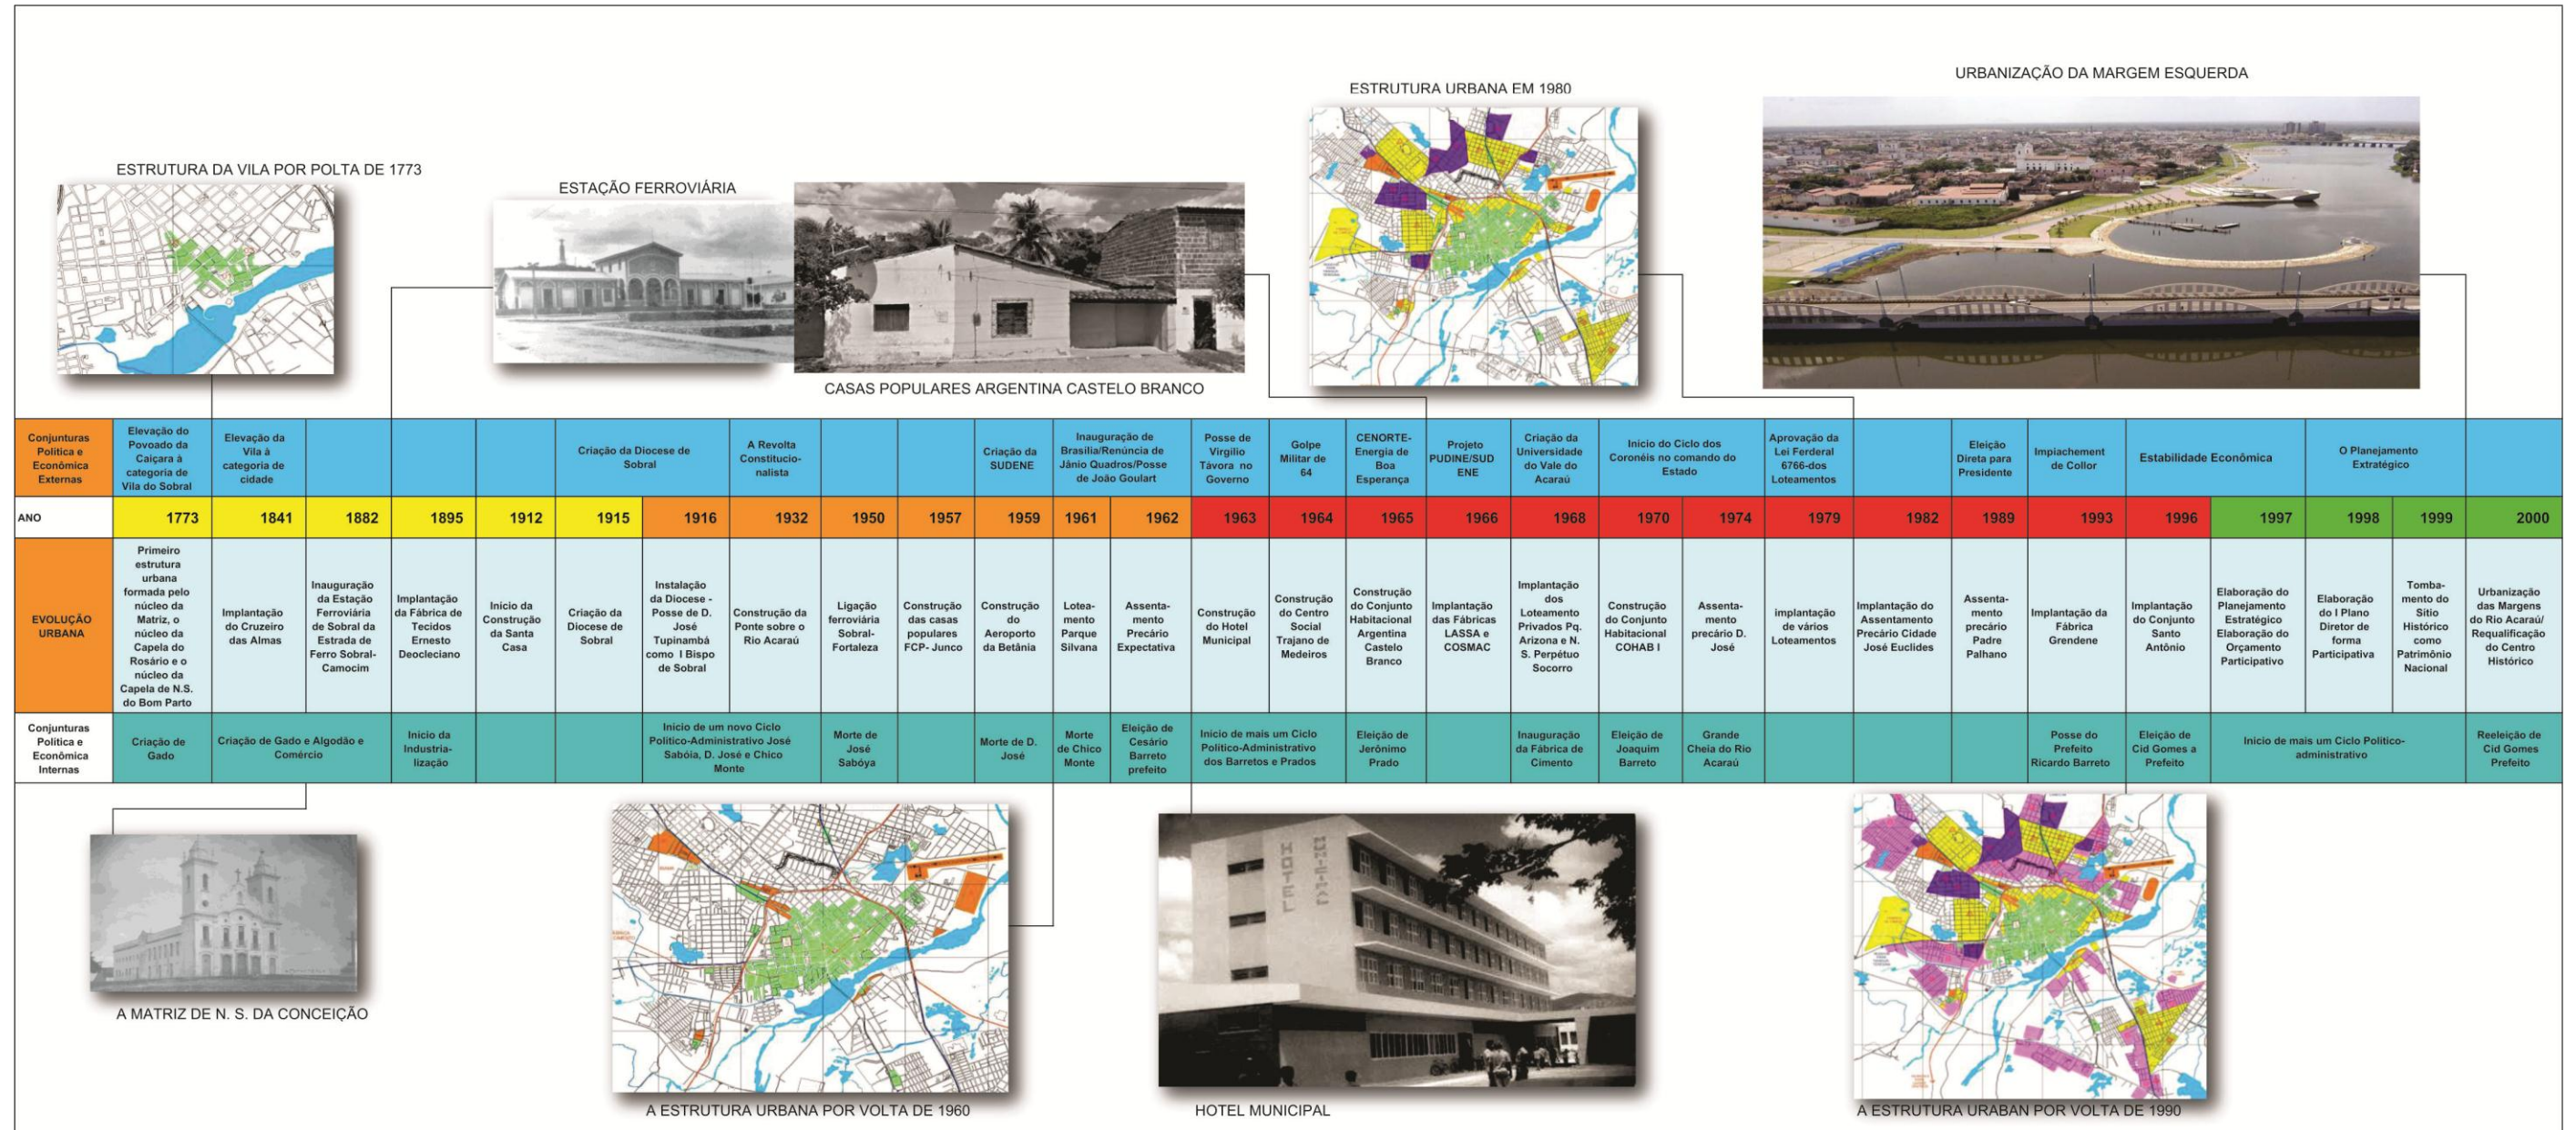 URBANIZAÇÃO DA MARGEM ESQUERDA
ESTRUTURA URBANA EM 1980
ESTRUTURA DA VILA POR POLTA DE 1773
ESTAÇÃO FERROVIÁRIA
CASAS POPULARES ARGENTINA CASTELO BRANCO
Conjunturas
Política e
Econômica
Externas
Elevação do
Povoado da
Caiçara à
categoria de
Vila do Sobral
Elevação da
Vila à
categoria de
cidade
Criação da Diocese de
Sobral
A Revolta
Constitucio-
nalista
Criação da
SUDENE
Inauguração de
Brasília/Renúncia de
Jânio Quadros/Posse
de João Goulart
Posse de
Virgílio
Távora no
Governo
Golpe
Militar de
64
CENORTE-
Energia de
Boa
Esperança
Projeto
PUDINE/SUD
ENE
Criação da
Universidade
do Vale do
Acaraú
Início do Ciclo dos
Coronéis no comando do
Estado
Aprovação da
Lei Ferderal
6766-dos
Loteamentos
Eleição
Direta para
Presidente
Impiachement
de Collor
Estabilidade Econômica
O Planejamento
Extratégico
ANO
1773
1841
1882
1895
1912
1915
1916
1932
1950
1957
1959
1961
1962
1963
1964
1965
1966
1968
1970
1974
1979
1982
1989
1993
1996
1997
1998
1999
2000
EVOLUÇÃO
URBANA
Primeiro
estrutura
urbana
formada pelo
núcleo da
Matriz, o
núcleo da
Capela do
Rosário e o
núcleo da
Capela de N.S.
do Bom Parto
Implantação
do Cruzeiro
das Almas
Inauguração
da Estação
Ferroviária
de Sobral da
Estrada de
Ferro Sobral-
Camocim
Implantação
da Fábrica de
Tecidos
Ernesto
Deocleciano
Início da
Construção
da Santa
Casa
Criação da
Diocese de
Sobral
Instalação
da Diocese -
Posse de D.
José
Tupinambá
como I Bispo
de Sobral
Construção da
Ponte sobre o
Rio Acaraú
Ligação
ferroviária
Sobral-
Fortaleza
Construção
das casas
populares
FCP- Junco
Construção
do
Aeroporto
da Betânia
Lotea-
mento
Parque
Silvana
Assenta-
mento
Precário
Expectativa
Construção
do Hotel
Municipal
Construção
do Centro
Social
Trajano de
Medeiros
Construção
do Conjunto
Habitacional
Argentina
Castelo
Branco
Implantação
das Fábricas
LASSA e
COSMAC
Implantação
dos
Loteamento
Privados Pq.
Arizona e N.
S. Perpétuo
Socorro
Construção
do Conjunto
Habitacional
COHAB I
Assenta-
mento
precário D.
José
implantação
de vários
Loteamentos
Implantação do
Assentamento
Precário Cidade
José Euclides
Assenta-
mento
precário
Padre
Palhano
Implantação da
Fábrica
Grendene
Implantação
do Conjunto
Santo
Antônio
Elaboração do
Planejamento
Estratégico
Elaboração do
Orçamento
Participativo
Elaboração
do I Plano
Diretor de
forma
Participativa
Tomba-
mento do
Sítio
Histórico
como
Patrimônio
Nacional
Urbanização
das Margens
do Rio Acaraú/
Requalificação
do Centro
Histórico
Conjunturas
Política e
Econômica
Internas
Criação de
Gado
Criação de Gado e Algodão e
Comércio
Início da
Industria-
lização
Início de um novo Ciclo
Político-Administrativo José
Sabóia, D. José e Chico
Monte
Morte de
José
Sabóya
Morte de D.
José
Morte
de Chico
Monte
Eleição de
Cesário
Barreto
prefeito
Início de mais um Ciclo
Político-Administrativo
dos Barretos e Prados
Eleição de
Jerônimo
Prado
Inauguração
da Fábrica de
Cimento
Eleição de
Joaquim
Barreto
Grande
Cheia do Rio
Acaraú
Posse do
Prefeito
Ricardo Barreto
Eleição de
Cid Gomes a
Prefeito
Início de mais um Ciclo Político-
administrativo
Reeleição de
Cid Gomes
Prefeito
HOTEL
MUNICIPAL
A MATRIZ DE N. S. DA CONCEIÇÃO
A ESTRUTURA URBANA POR VOLTA DE 1960
HOTEL MUNICIPAL
A ESTRUTURA URABAN POR VOLTA DE 1990